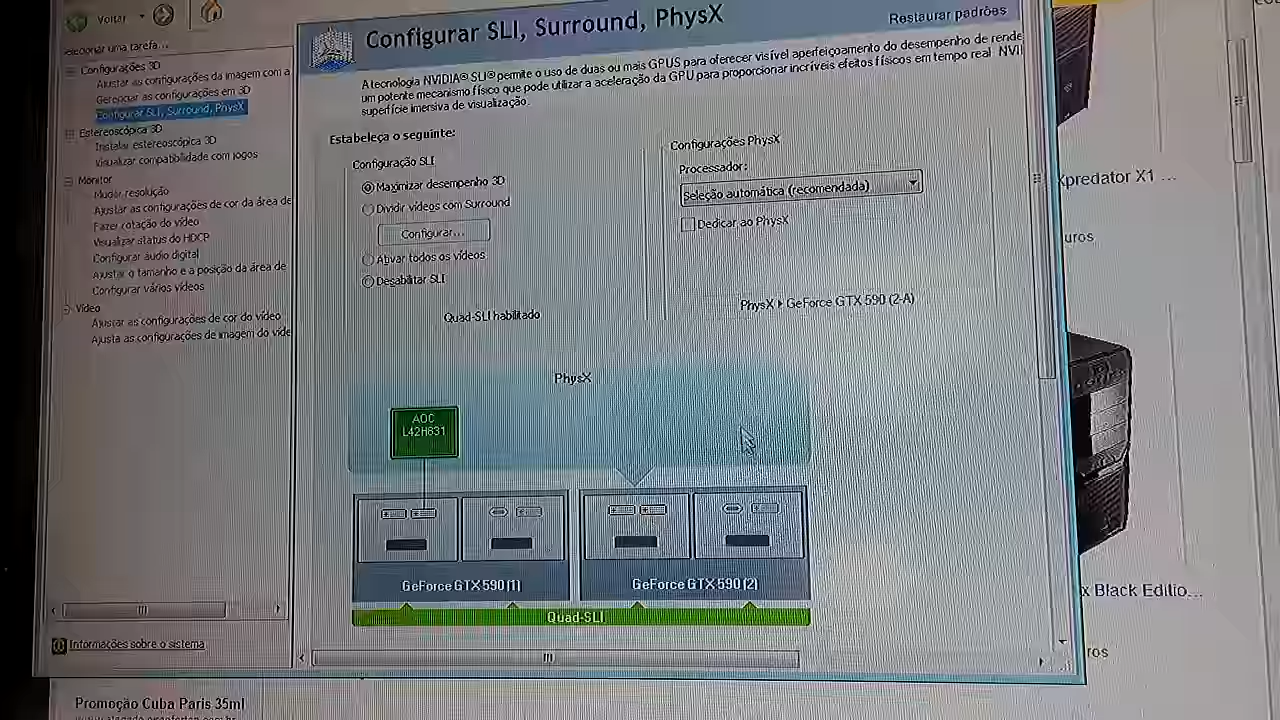 Voltar
Selecionar uma tarefa...
Configurações 3D
Ajustar as configurações da imagem com a
Gerenciar as configurações em 3D
Configurar SLI, Surround, PhysX
Estereoscópica 3D
Instalar estereoscópica 3D
Visualizar compatibilidade com jogos
Monitor
Mudar resolução
Ajustar as configurações de cor da área de
Fazer rotação do vídeo
Visualizar status do HDCP
Configurar áudio digital
Ajustar o tamanho e a posição da área de
Configurar vários vídeos
Vídeo
Ajustar as configurações de cor do vídeo
Ajusta as configurações de imagem do víde
Informações sobre o sistema
Configurar SLI, Surround, PhysX
Restaurar padrões
A tecnologia NVIDIA® SLI® permite o uso de duas ou mais GPUS para oferecer visível aperfeiçoamento do desempenho de rende
um potente mecanismo físico que pode utilizar a aceleração da GPU para proporcionar incríveis efeitos físicos em tempo real NVI
superfície imersiva de visualização.
Estabeleça o seguinte:
Configuração SLI
Maximizar desempenho 3D
Dividir vídeos com Surround
Configurar...
Ativar todos os vídeos
Desabilitar SLI
Quad-SLI habilitado
Configurações PhysX
Processador:
Seleção automática (recomendada)
Dedicar ao PhysX
PhysX ▸ GeForce GTX 590 (2-A)
PhysX
AOC
L42H831
GeForce GTX 590 (1)
GeForce GTX 590 (2)
Quad-SLI
Xpredator X1 ...
uros
x Black Editio...
ros
Promoção Cuba Paris 35ml